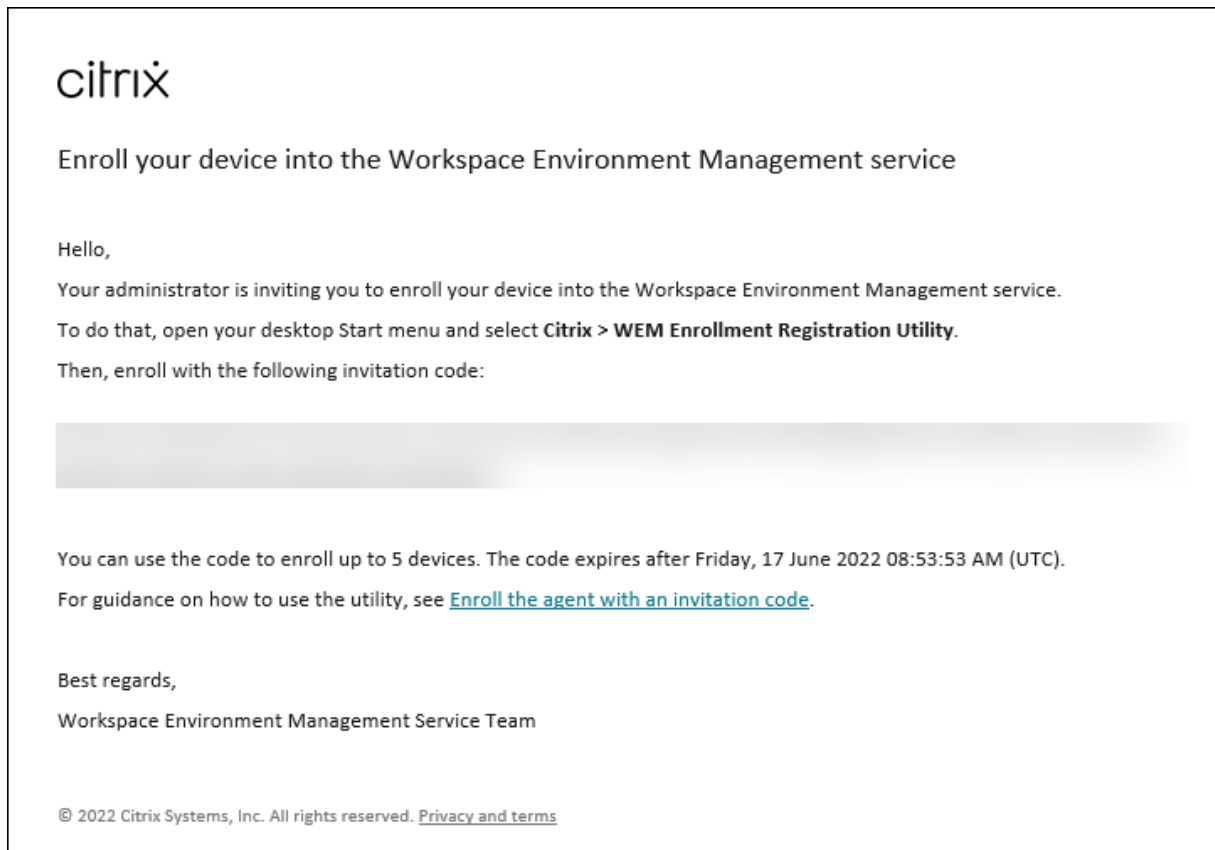 citrix
Enroll your device into the Workspace Environment Management service
Hello,
Your administrator is inviting you to enroll your device into the Workspace Environment Management service.
To do that, open your desktop Start menu and select Citrix > WEM Enrollment Registration Utility.
Then, enroll with the following invitation code:
You can use the code to enroll up to 5 devices. The code expires after Friday, 17 June 2022 08:53:53 AM (UTC).
For guidance on how to use the utility, see Enroll the agent with an invitation code.
Best regards,
Workspace Environment Management Service Team
© 2022 Citrix Systems, Inc. All rights reserved. Privacy and terms